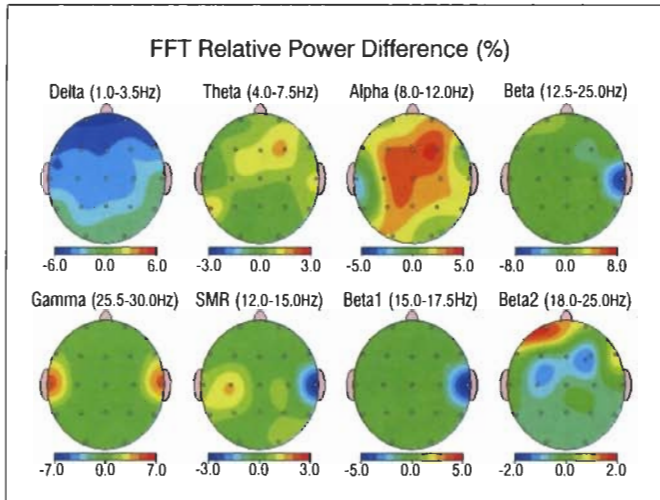 FFT Relative Power Difference (%)
Delta (1.0-3.5Hz) Theta (4.0-7.5Hz) Alpha (8.0-12.0Hz) Beta (12.5-25.0Hz)
-6.0 0.0 6.0 -3.0 0.0 3.0 -5.0 0.0 5.0 -8.0 0.0 8.0
Gamma (25.5-30.0Hz) SMR (12.0-15.0Hz) Beta1 (15.0-17.5Hz) Beta2 (18.0-25.0Hz)
-7.0 0.0 7.0 -3.0 0.0 3.0 -5.0 0.0 5.0 -2.0 0.0 2.0